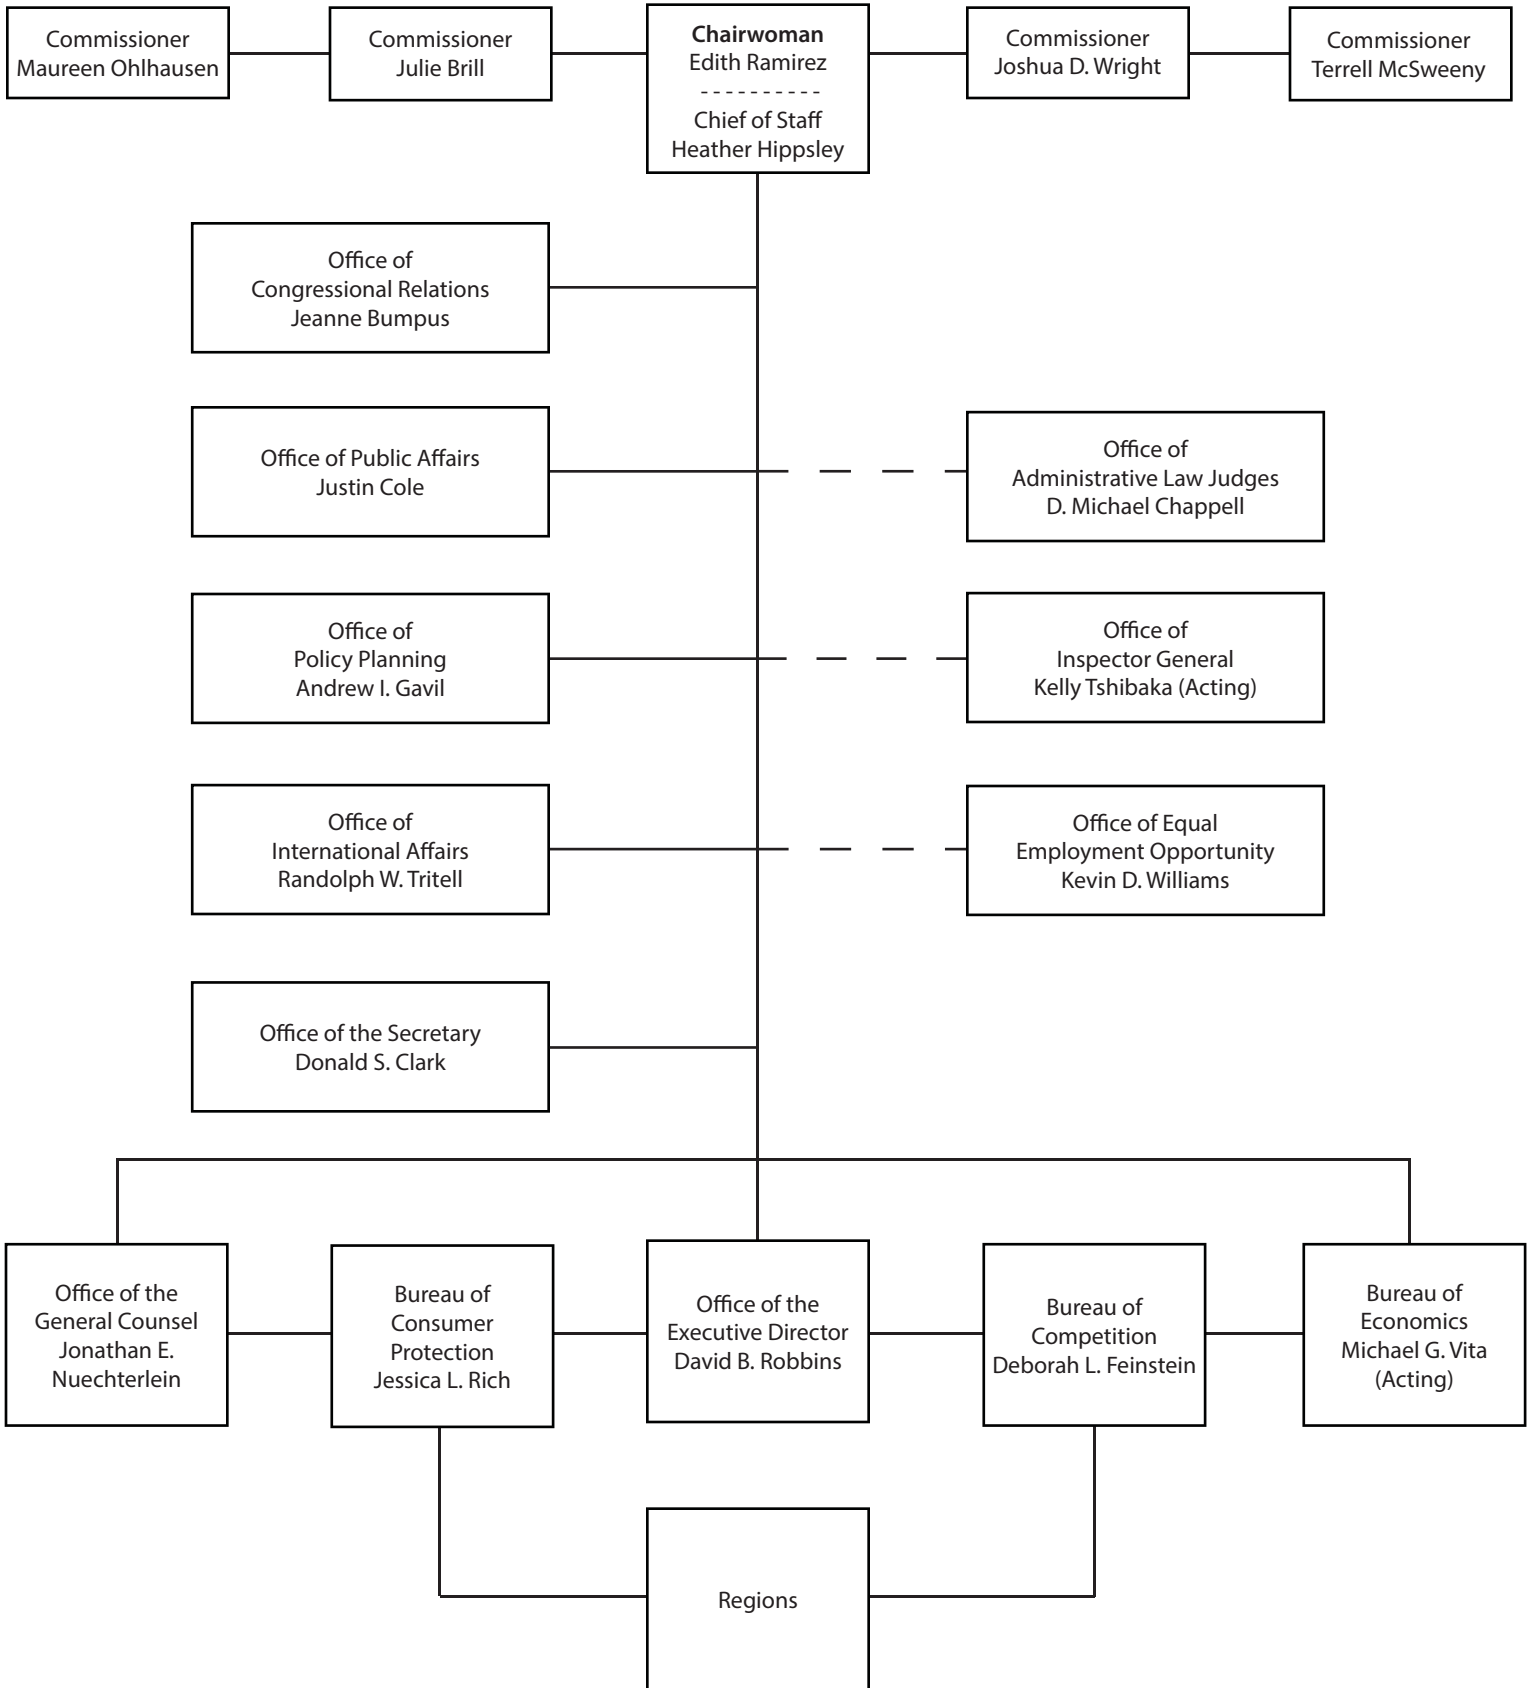 Commissioner
Maureen Ohlhausen
Commissioner
Julie Brill
Chairwoman
Edith Ramirez
----------
Chief of Staff
Heather Hippsley
Commissioner
Joshua D. Wright
Commissioner
Terrell McSweeny
Office of
Congressional Relations
Jeanne Bumpus
Office of Public Affairs
Justin Cole
Office of
Administrative Law Judges
D. Michael Chappell
Office of
Policy Planning
Andrew I. Gavil
Office of
Inspector General
Kelly Tshibaka (Acting)
Office of
International Affairs
Randolph W. Tritell
Office of Equal
Employment Opportunity
Kevin D. Williams
Office of the Secretary
Donald S. Clark
Office of the
General Counsel
Jonathan E.
Nuechterlein
Bureau of
Consumer
Protection
Jessica L. Rich
Office of the
Executive Director
David B. Robbins
Bureau of
Competition
Deborah L. Feinstein
Bureau of
Economics
Michael G. Vita
(Acting)
Regions